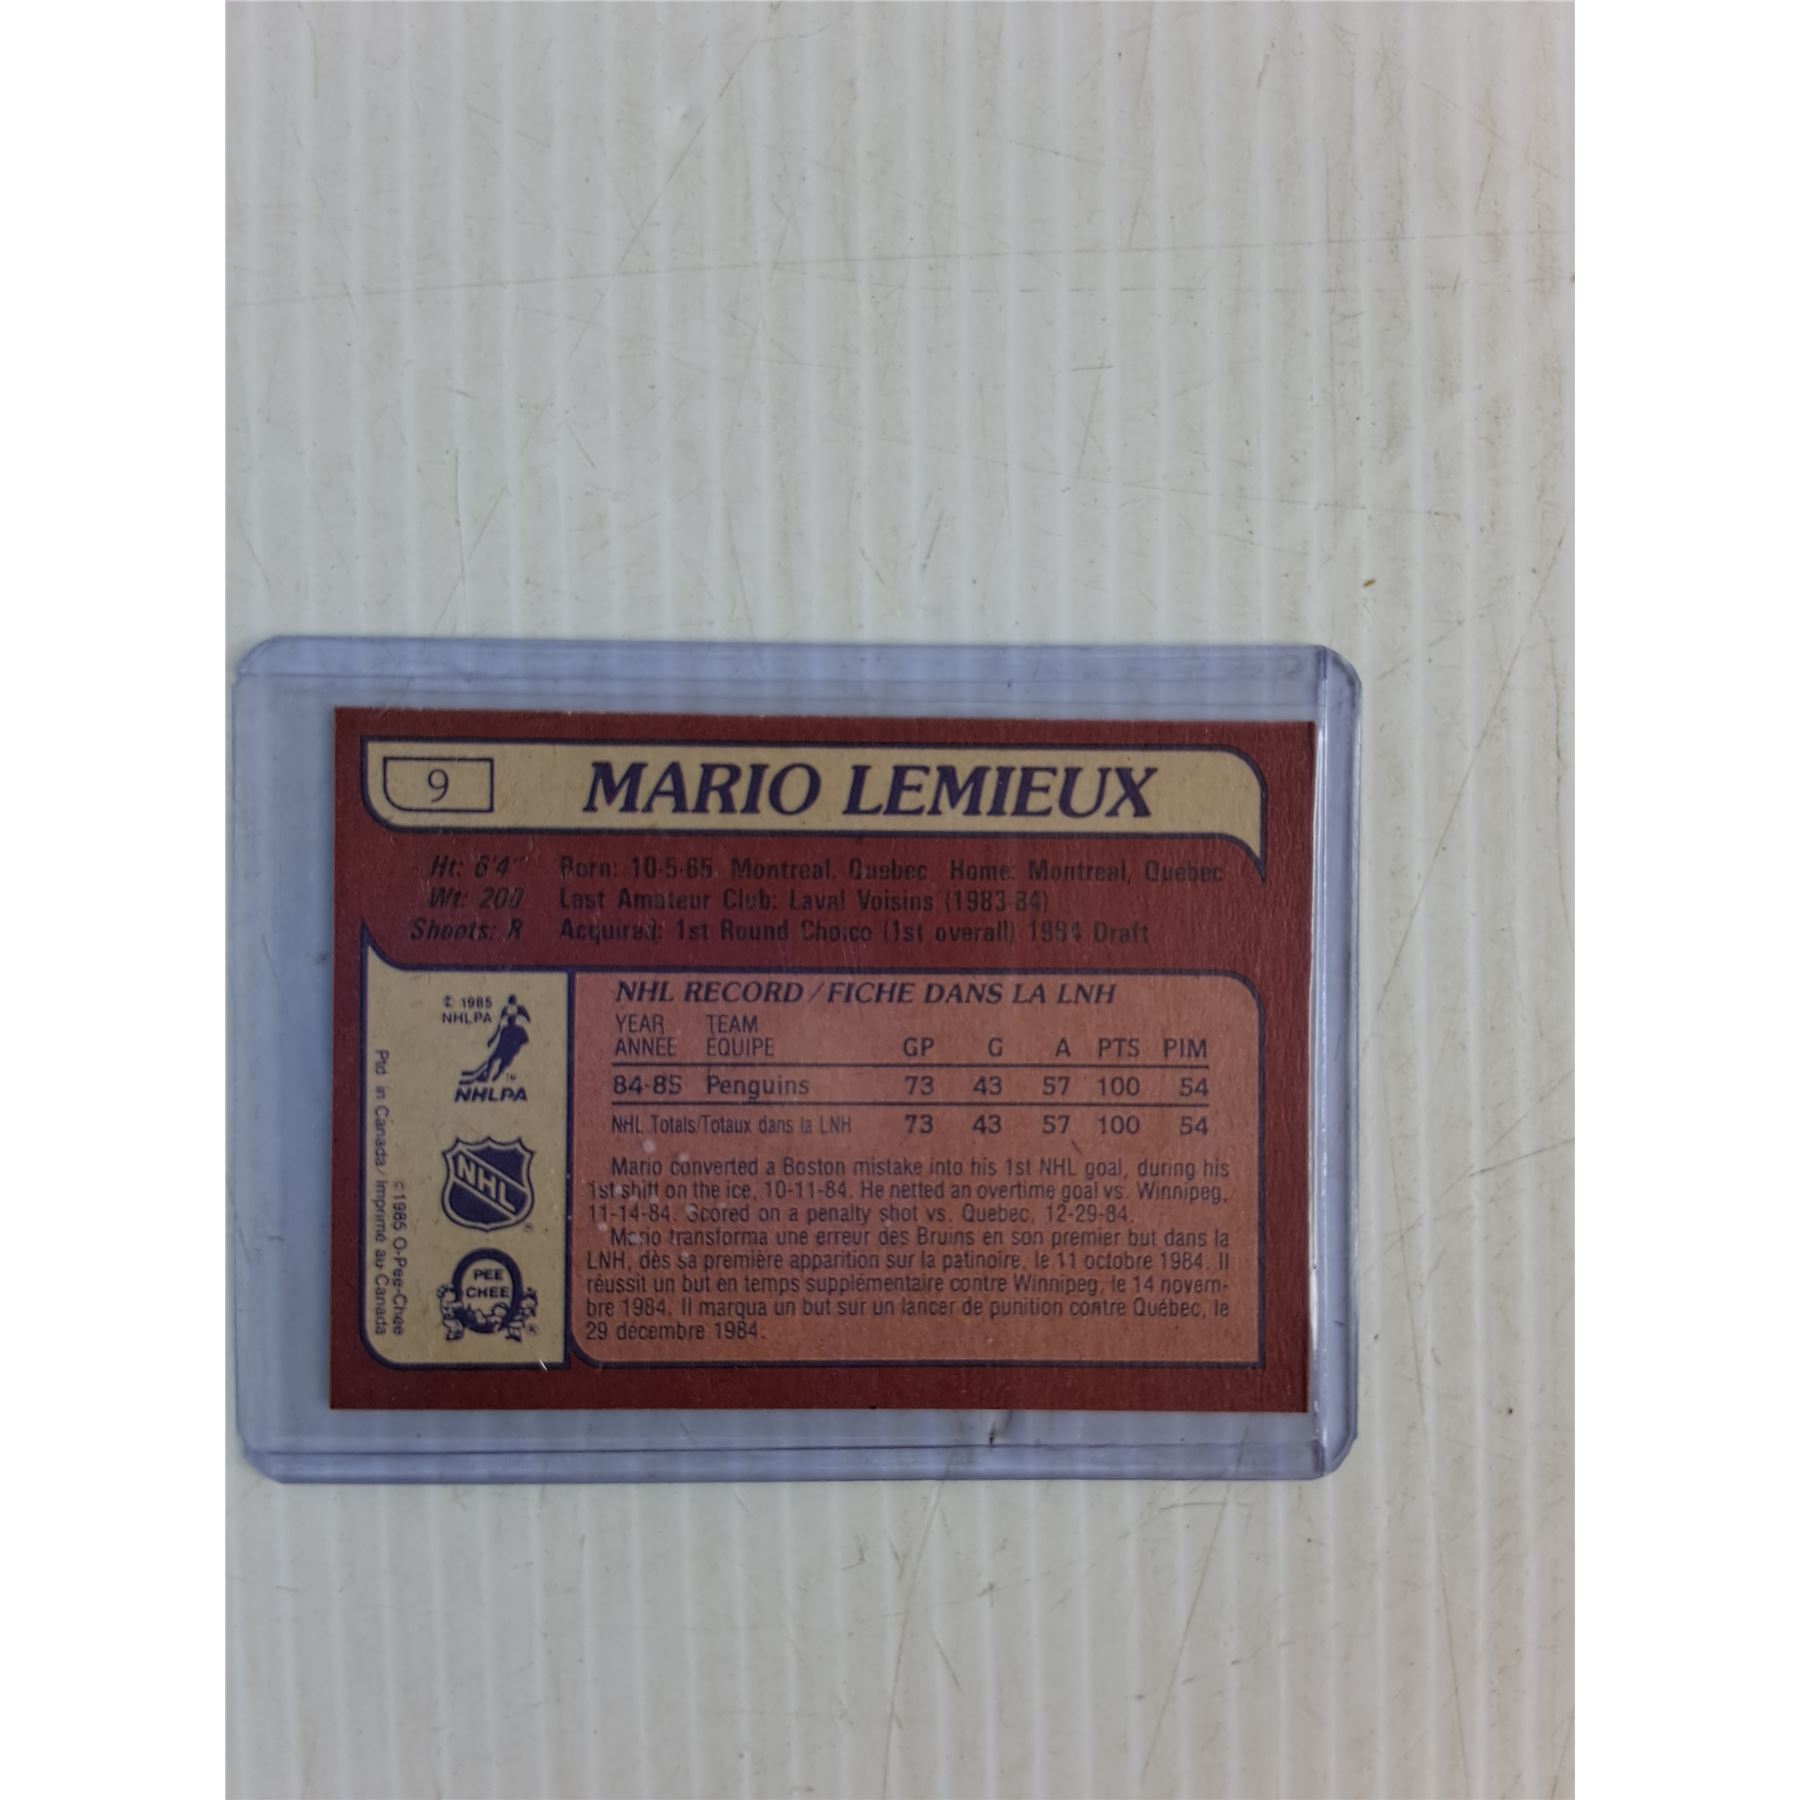 9
MARIO LEMIEUX
Ht: 6'4" Born: 10-5-65, Montreal, Quebec Home: Montreal, Quebec
Wt: 200 Last Amateur Club: Laval Voisins (1983-84)
Shoots: R Acquired: 1st Round Choice (1st overall) 1984 Draft
© 1985
NHLPA
NHLPA
NHL
PEE
CHEE
©1985 O-Pee-Chee
Ptd. in Canada/Imprimé au Canada
NHL RECORD/FICHE DANS LA LNH
YEAR TEAM
ANNÉE ÉQUIPE GP G A PTS PIM
84-85 Penguins 73 43 57 100 54
NHL Totals/Totaux dans la LNH 73 43 57 100 54
Mario converted a Boston mistake into his 1st NHL goal, during his
1st shift on the ice, 10-11-84. He netted an overtime goal vs. Winnipeg,
11-14-84. Scored on a penalty shot vs. Quebec, 12-29-84.
Mario transforma une erreur des Bruins en son premier but dans la
LNH, dès sa première apparition sur la patinoire, le 11 octobre 1984. Il
réussit un but en temps supplémentaire contre Winnipeg, le 14 novem-
bre 1984. Il marqua un but sur un lancer de punition contre Québec, le
29 décembre 1984.